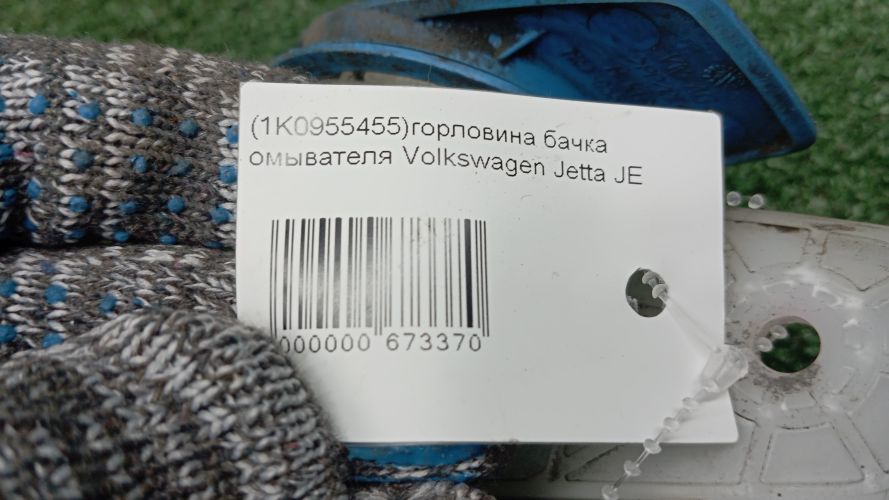 (1K0955455)горловина бачка
омывателя Volkswagen Jetta JE
000000 673370